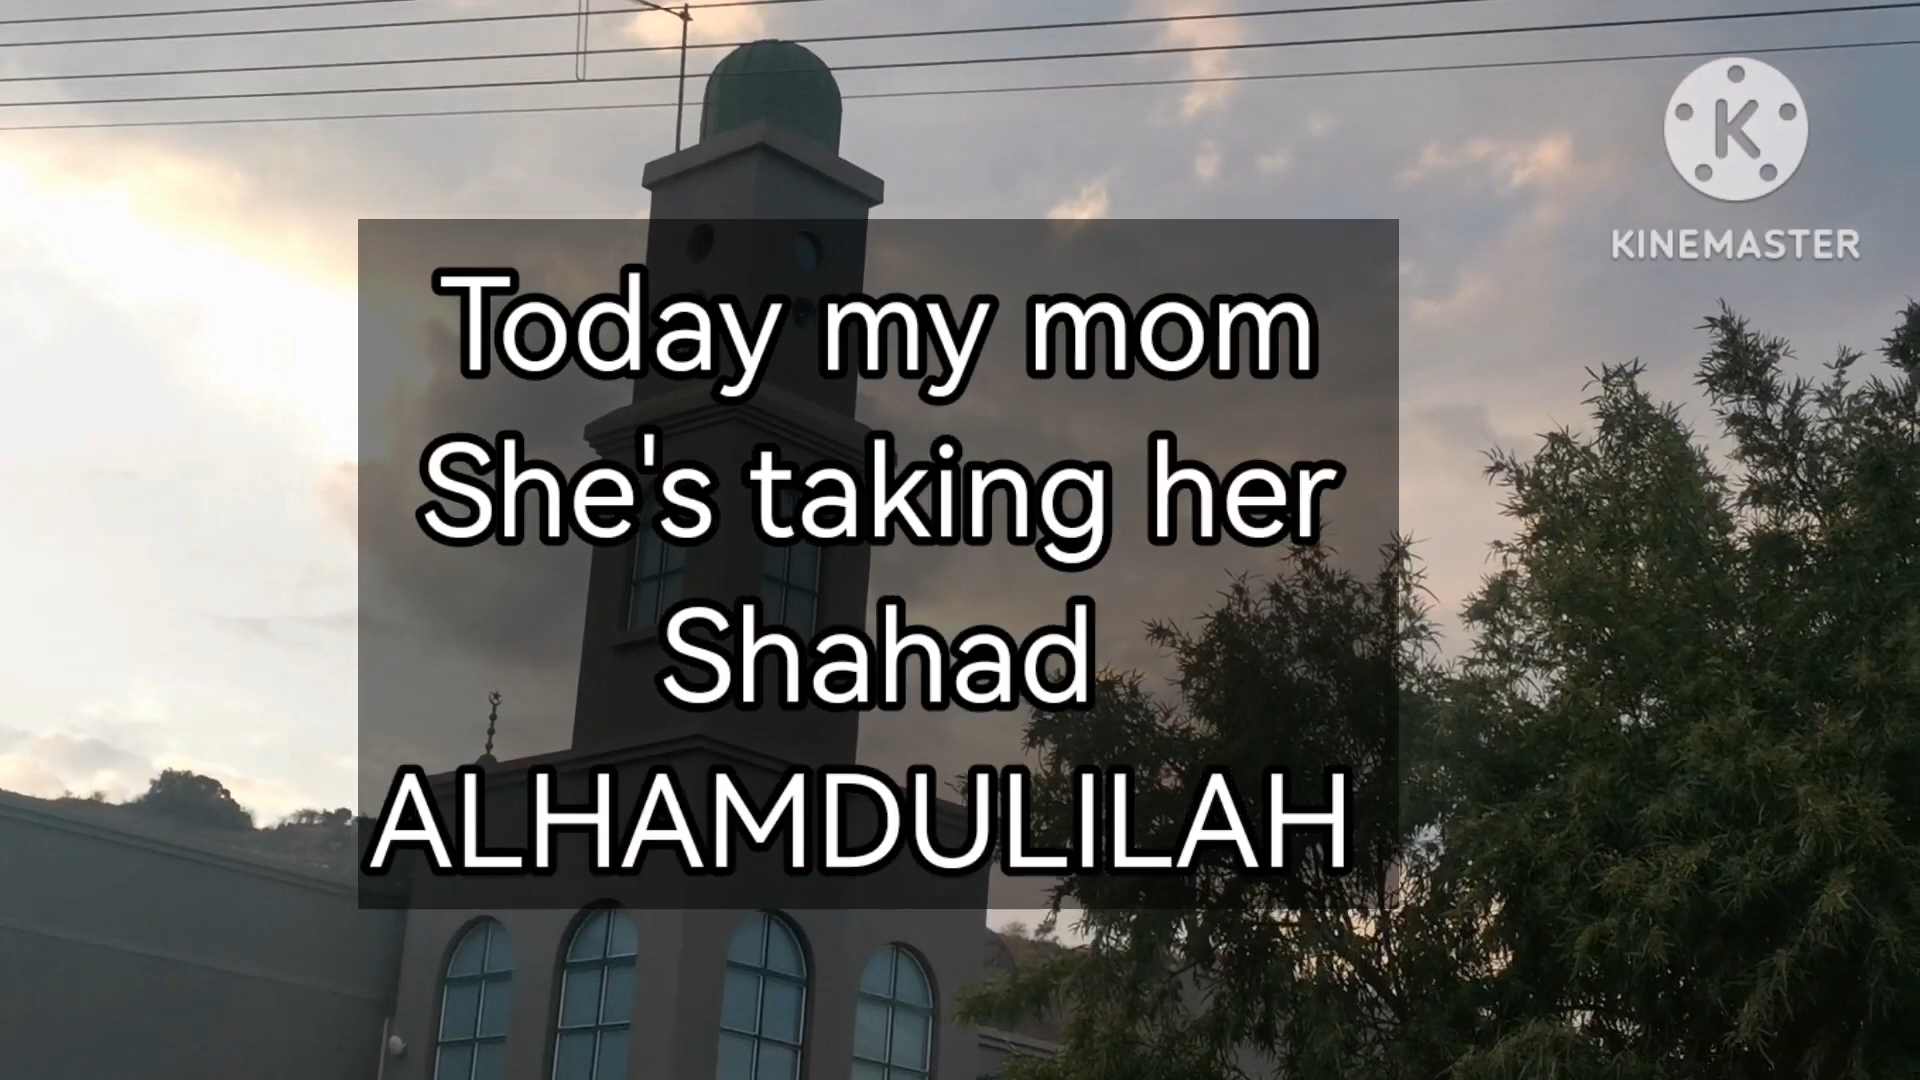 Today my mom
She's taking her
Shahad
ALHAMDULILAH
K
KINEMASTER